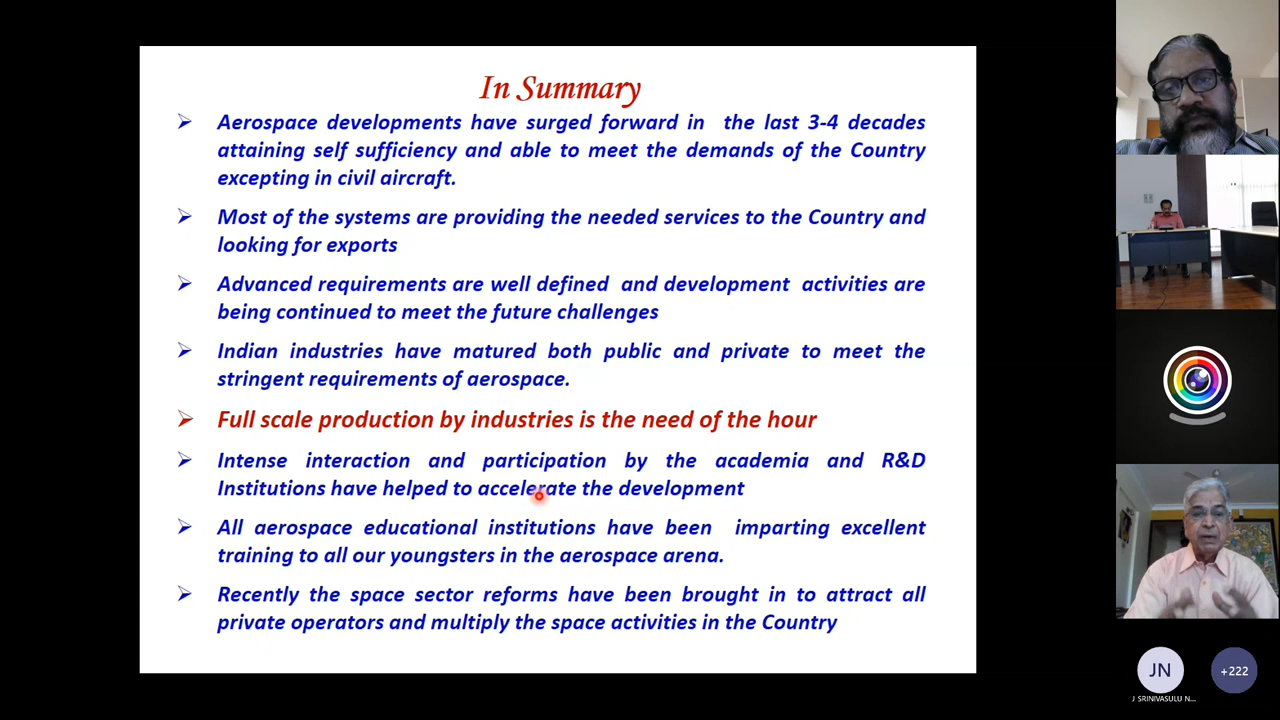 In Summary
Aerospace developments have surged forward in the last 3-4 decades
attaining self sufficiency and able to meet the demands of the Country
excepting in civil aircraft.
Most of the systems are providing the needed services to the Country and
looking for exports
Advanced requirements are well defined and development activities are
being continued to meet the future challenges
Indian industries have matured both public and private to meet the
stringent requirements of aerospace.
Full scale production by industries is the need of the hour
Intense interaction and participation by the academia and R&D
Institutions have helped to accelerate the development
All aerospace educational institutions have been imparting excellent
training to all our youngsters in the aerospace arena.
Recently the space sector reforms have been brought in to attract all
private operators and multiply the space activities in the Country
JN
+222
J SRINIVASULU N...